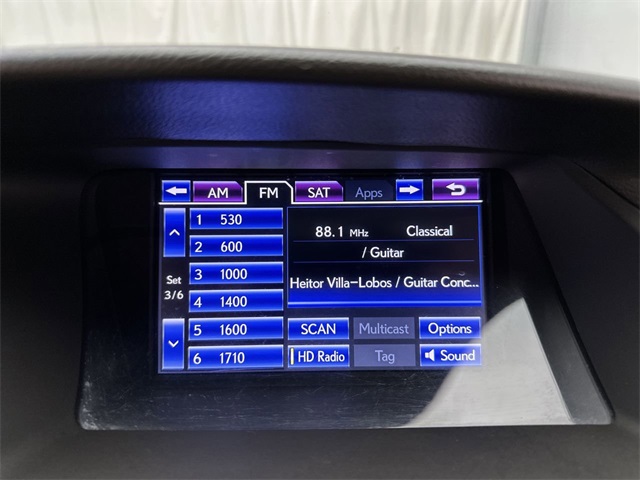 AM FM SAT Apps
1 530
2 600
Set
3/6
3 1000
4 1400
5 1600
6 1710
88.1 MHz Classical
/ Guitar
Heitor Villa-Lobos / Guitar Conc...
SCAN Multicast Options
HD Radio Tag Sound